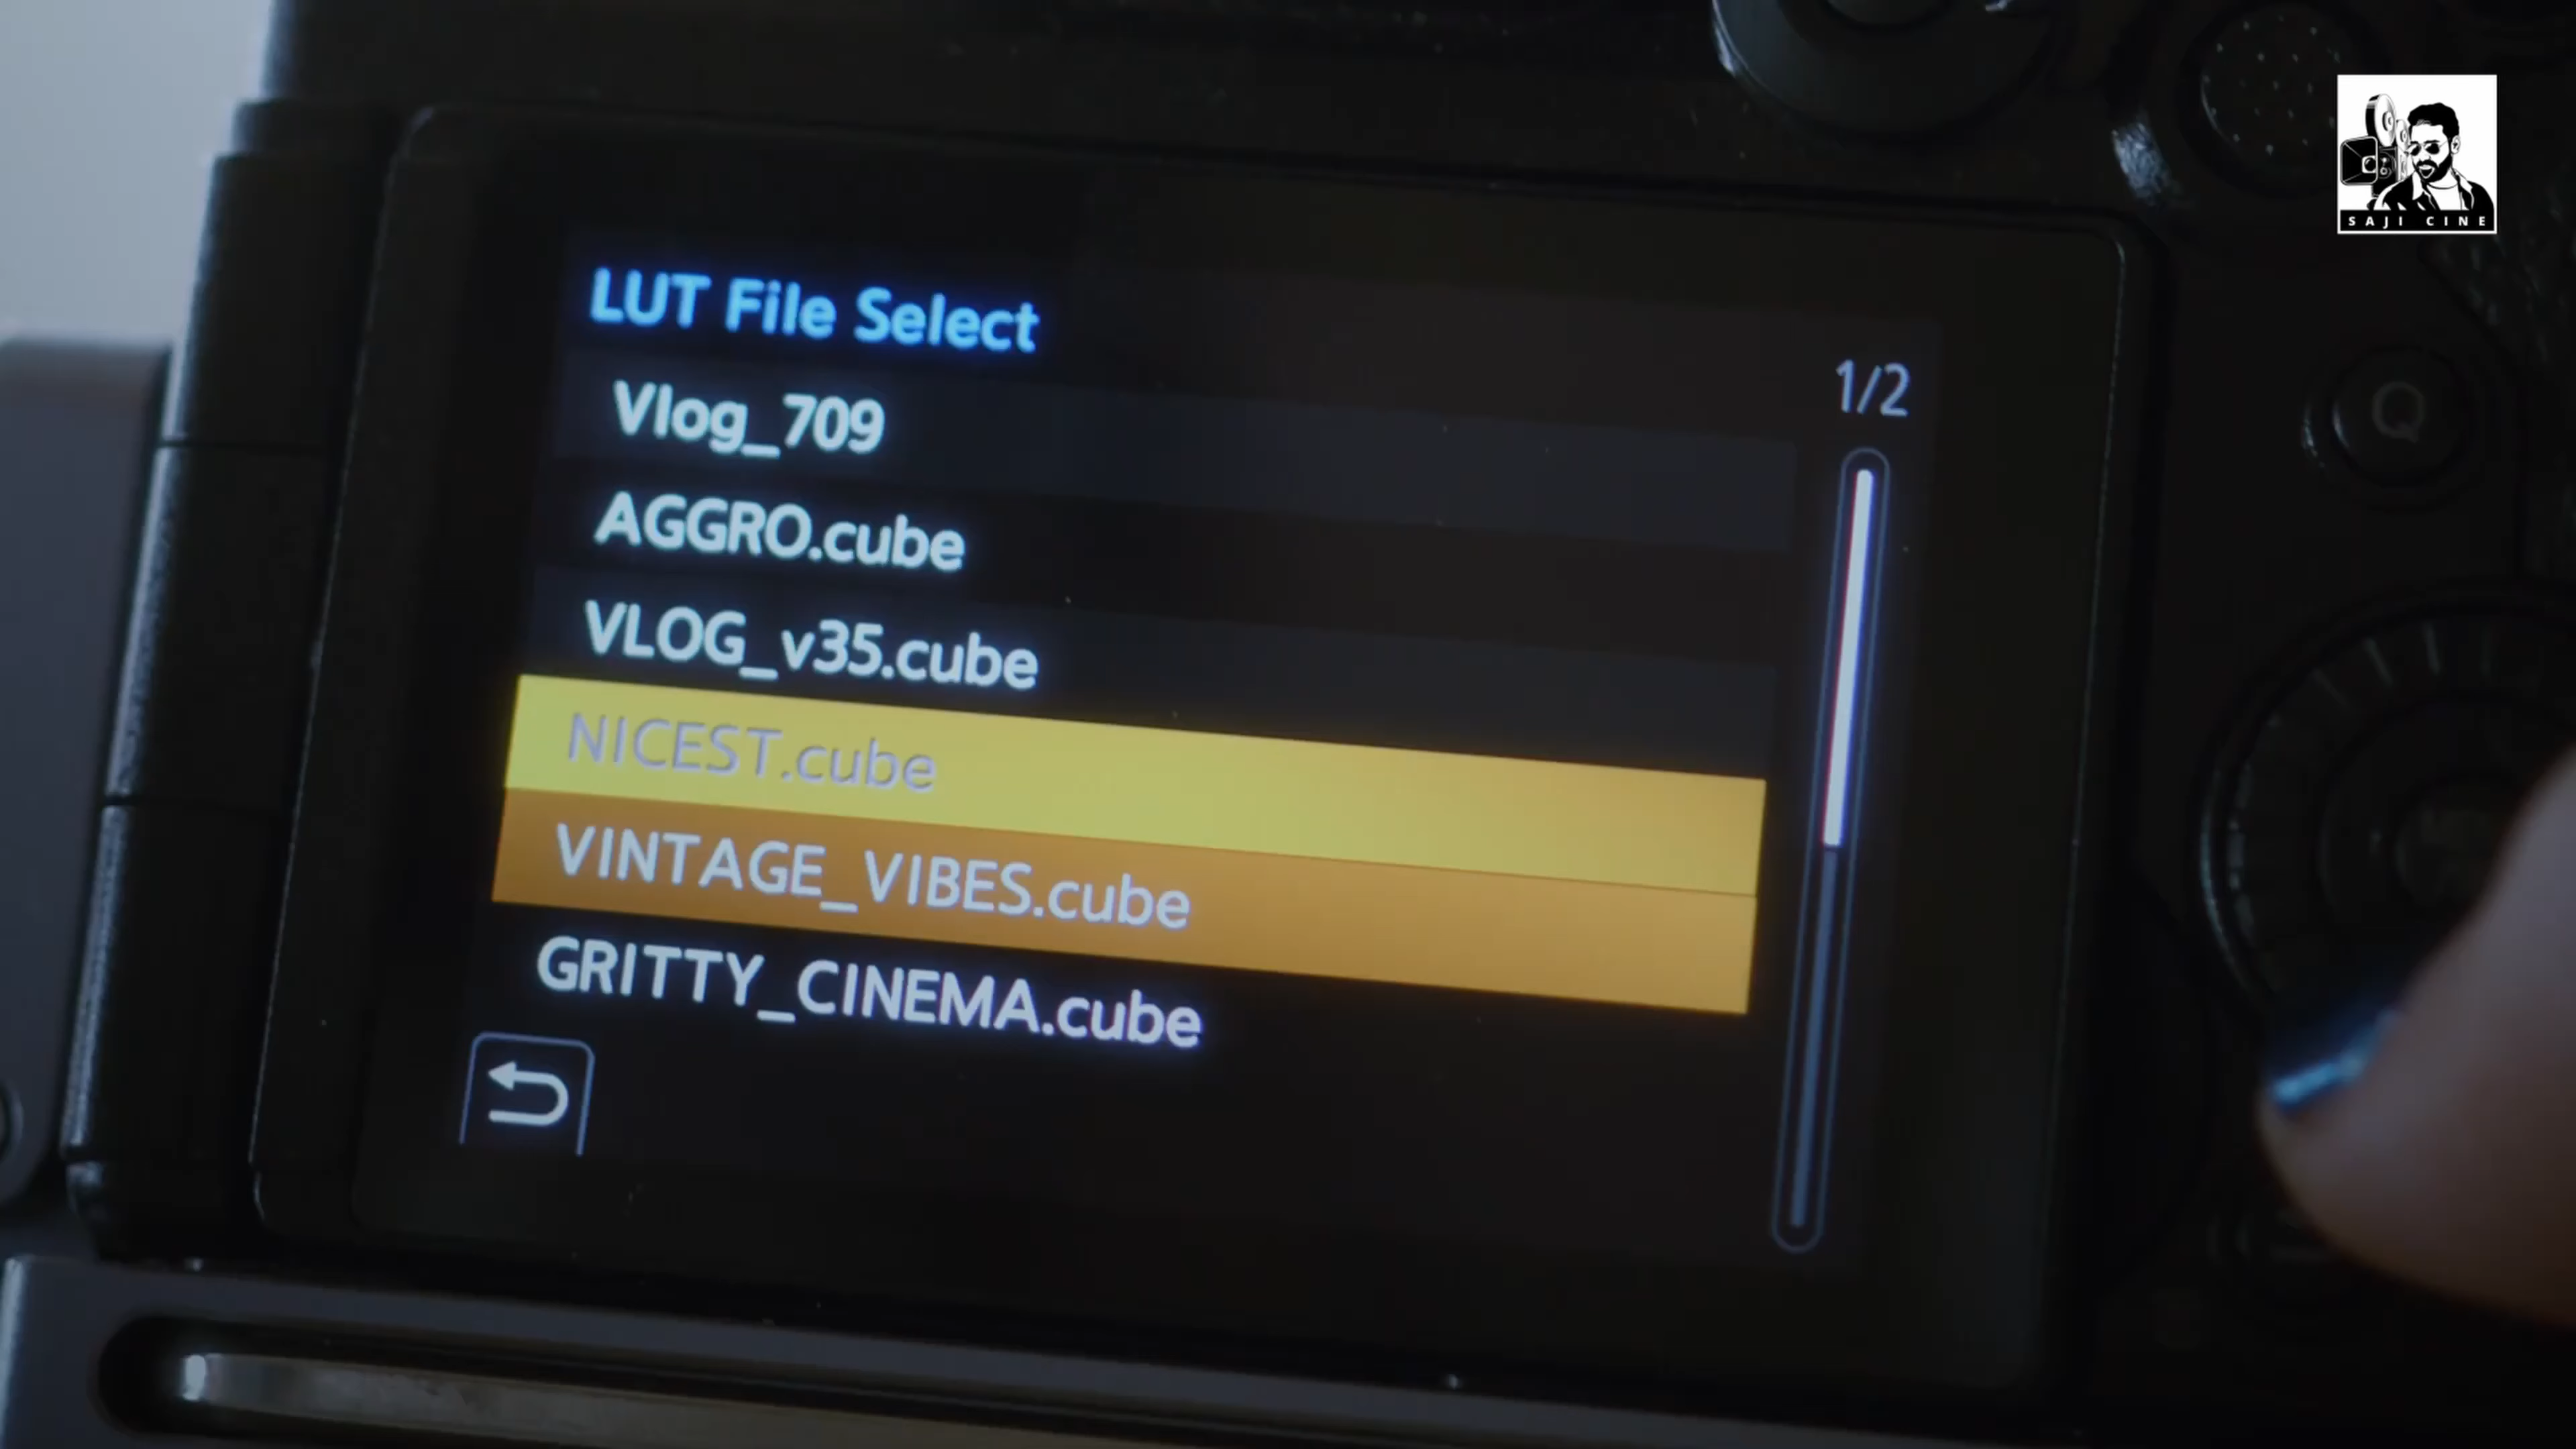 SAJI CINE
LUT File Select
1/2
Vlog_709
AGGRO.cube
VLOG_v35.cube
NICEST.cube
VINTAGE_VIBES.cube
GRITTY_CINEMA.cube
Q